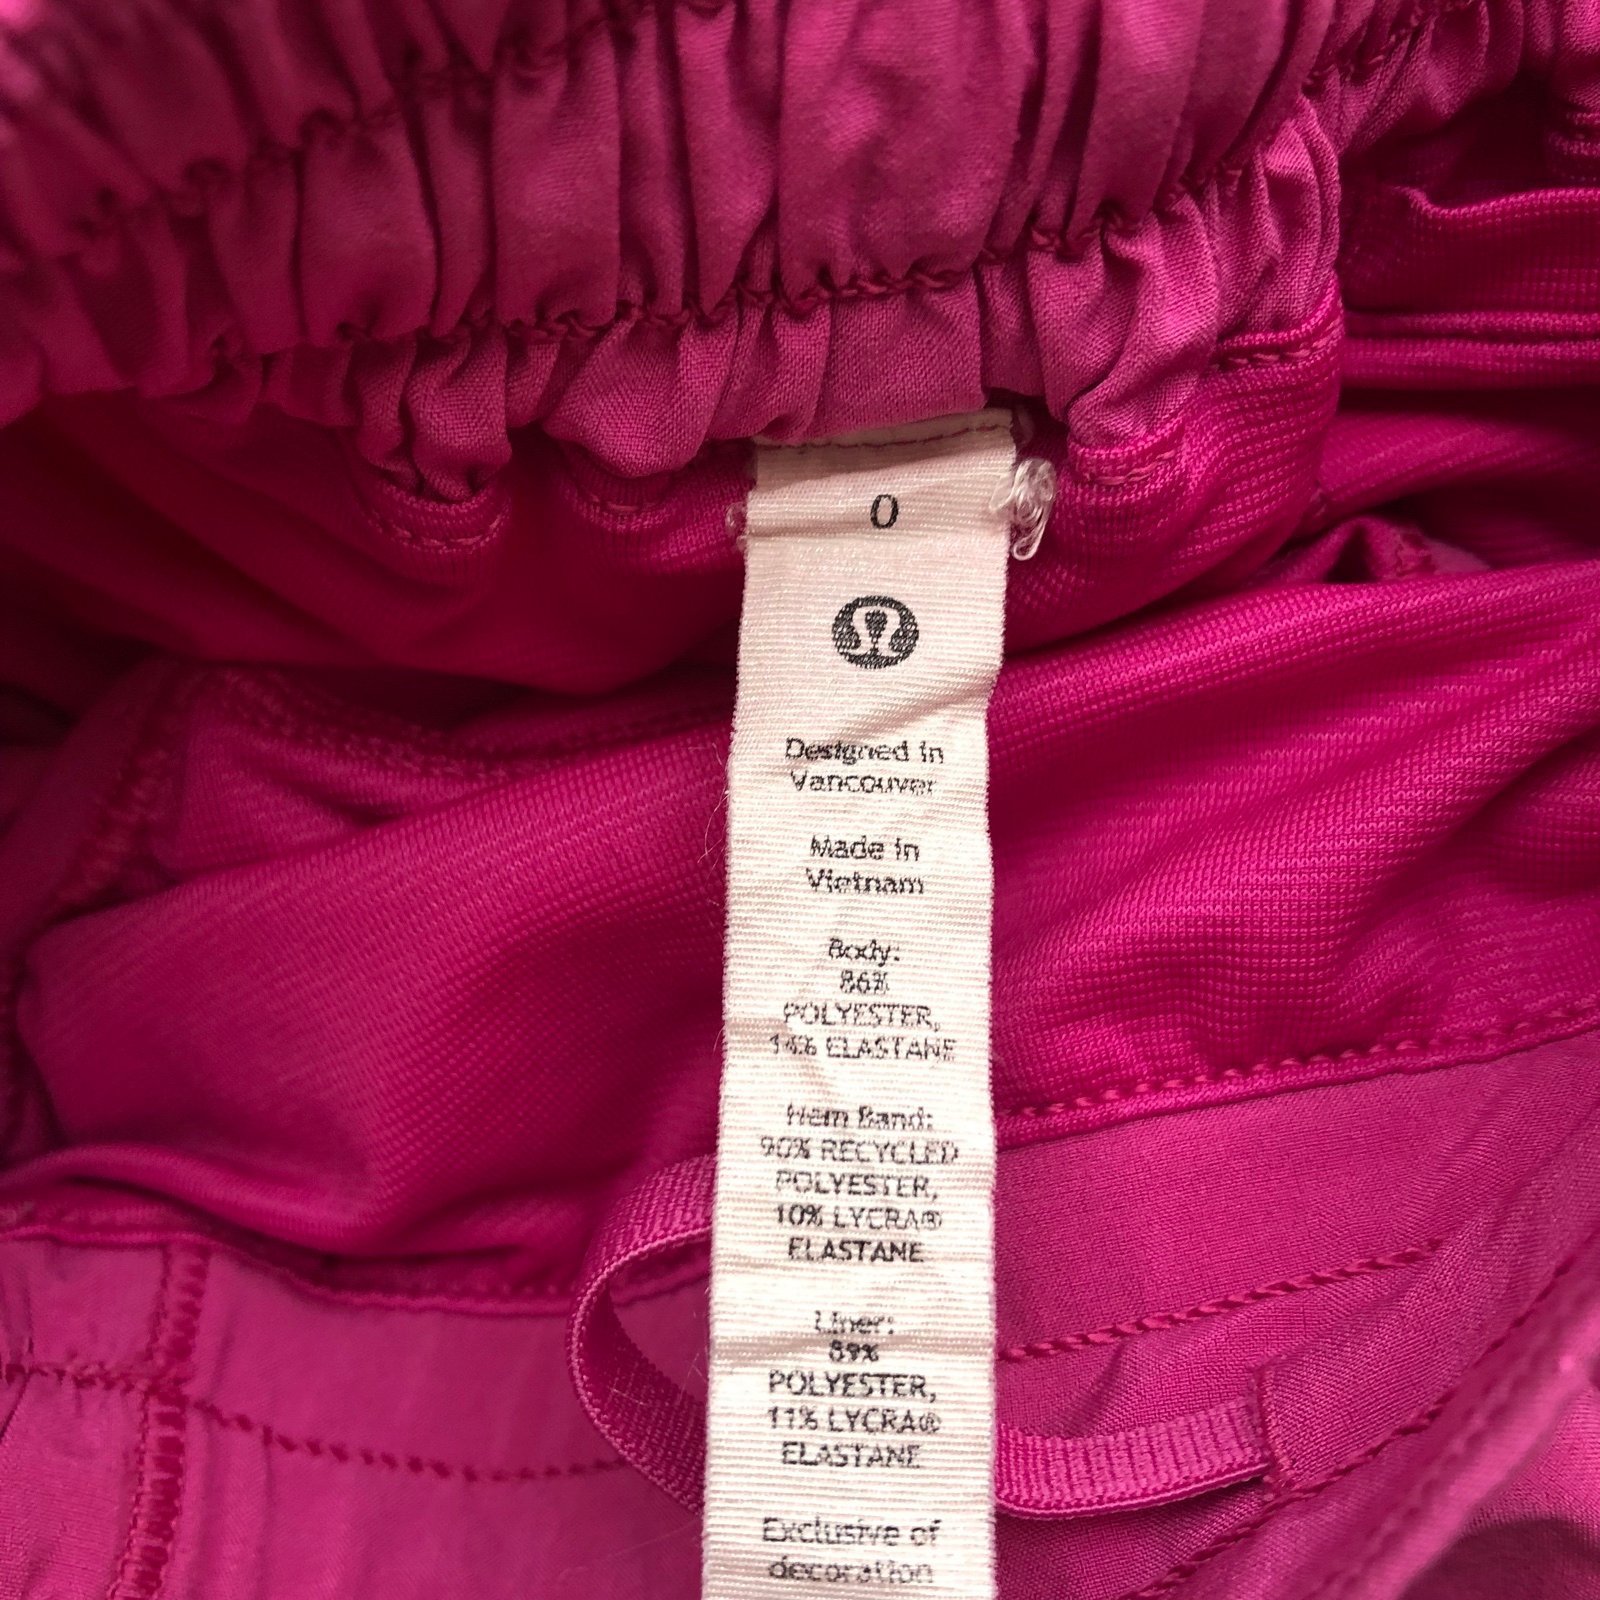 0
Designed in
Vancouver
Made in
Vietnam
Body:
86%
POLYESTER,
14% ELASTANE
Hem Band:
90% RECYCLED
POLYESTER,
10% LYCRA®
ELASTANE
Liner:
89%
POLYESTER,
11% LYCRA®
ELASTANE
Exclusive of
decoration